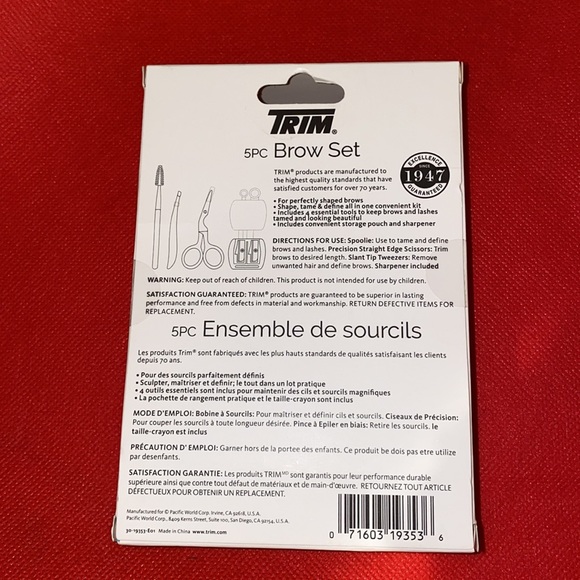 TRIM®
5PC Brow Set
TRIM® products are manufactured to
the highest quality standards that have
satisfied customers for over 70 years.
EXCELLENCE
SINCE
1947
GUARANTEED
• For perfectly shaped brows
• Shape, tame & define all in one convenient kit
• Includes 4 essential tools to keep brows and lashes
tamed and looking beautiful
• Includes convenient storage pouch and sharpener
DIRECTIONS FOR USE: Spoolie: Use to tame and define
brows and lashes. Precision Straight Edge Scissors: Trim
brows to desired length. Slant Tip Tweezers: Remove
unwanted hair and define brows. Sharpener included
WARNING: Keep out of reach of children. This product is not intended for use by children.
SATISFACTION GUARANTEED: TRIM® products are guaranteed to be superior in lasting
performance and free from defects in material and workmanship. RETURN DEFECTIVE ITEMS FOR
REPLACEMENT.
5PC Ensemble de sourcils
Les produits Trim® sont fabriqués avec les plus hauts standards de qualités satisfaisant les clients
depuis 70 ans.
• Pour des sourcils parfaitement définis
• Sculpter, maîtriser et definir; le tout dans un lot pratique
• 4 outils essentiels sont inclus pour maintenir des cils et sourcils magnifiques
• La pochette de rangement pratique et le taille-crayon sont inclus
MODE D'EMPLOI: Bobine à Sourcils: Pour maîtriser et définir cils et sourcils. Ciseaux de Précision:
Pour couper les sourcils à toute longueur désirée. Pince à Epiler en biais: Retire les sourcils. le
taille-crayon est inclus
PRÉCAUTION D' EMPLOI: Garner hors de la portee des enfants. Ce produit be dois pas etre utilize
par desenfants.
SATISFACTION GARANTIE: Les produits TRIMᴹᴰ sont garantis pour leur performance durable
supérieure ainsi que contre tout défaut de matériaux et de main-d'œuvre. RETOURNEZ TOUT ARTICLE
DÉFECTUEUX POUR OBTENIR UN REMPLACEMENT.
Manufactured for © Pacific World Corp. Irvine, CA 92618, U.S.A.
Pacific World Corp., 8409 Kerns Street, Suite 100, San Diego, CA 92154, U.S.A.
30-19353-E01 Made in China www.trim.com
0 71603 19353 6